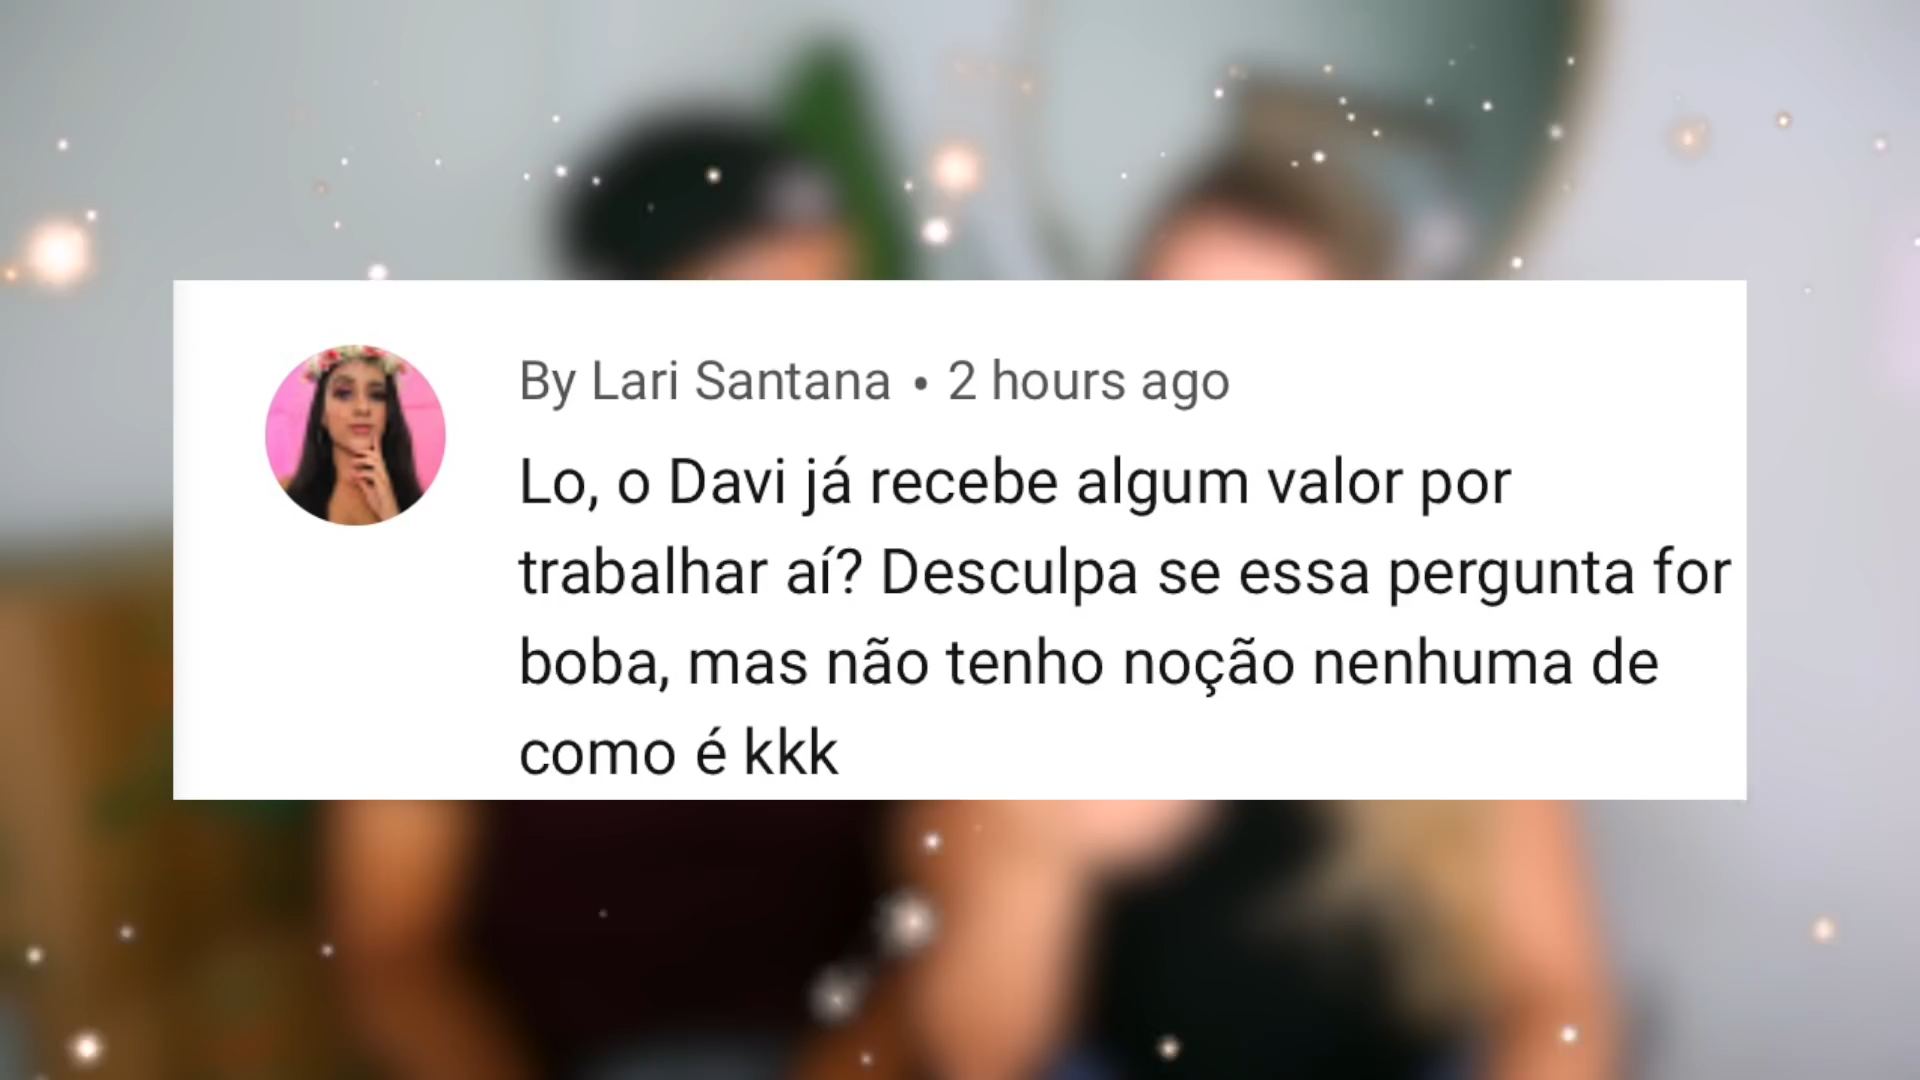 By Lari Santana • 2 hours ago
Lo, o Davi já recebe algum valor por
trabalhar aí? Desculpa se essa pergunta for
boba, mas não tenho noção nenhuma de
como é kkk